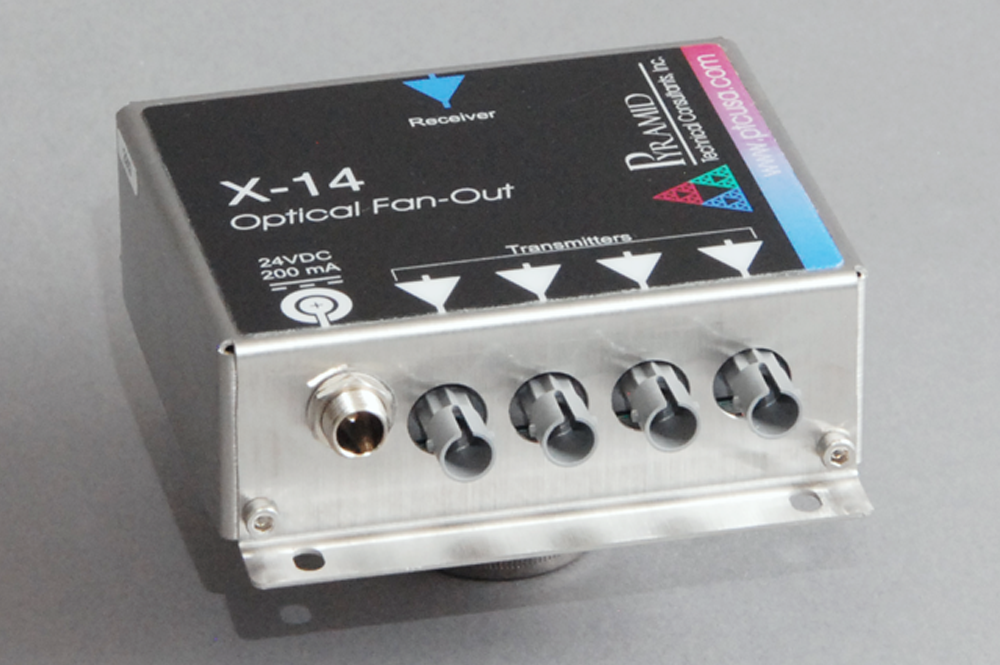 Receiver
X-14
Optical Fan-Out
24VDC
200 mA
Transmitters
PYRAMID
Technical Consultants, Inc.
www.ptcusa.com